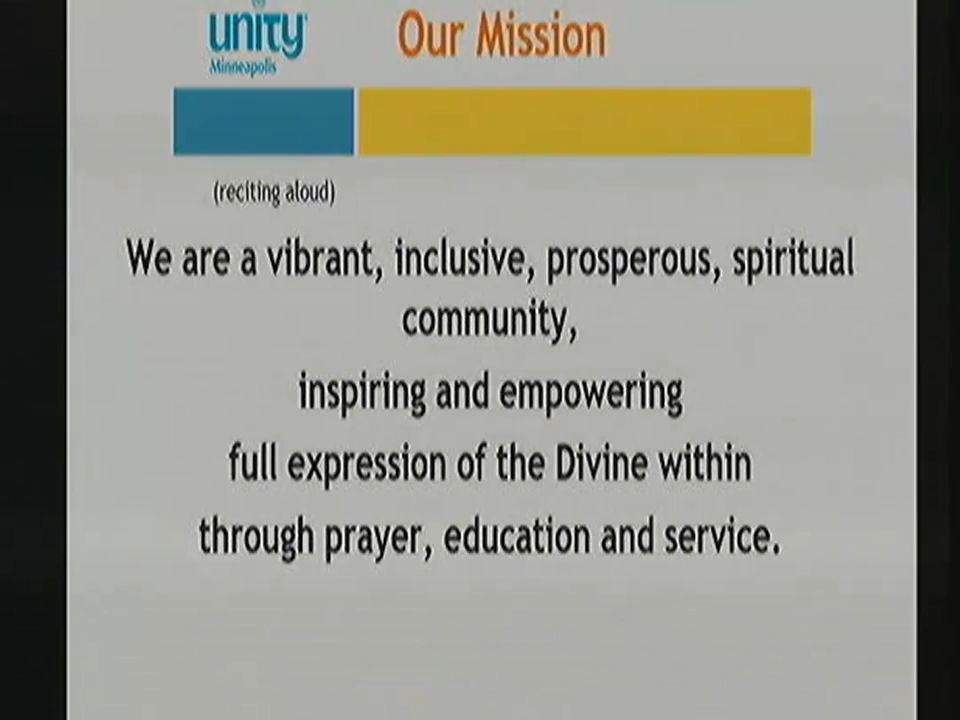 unity
Minneapolis
Our Mission
(reciting aloud)
We are a vibrant, inclusive, prosperous, spiritual
community,
inspiring and empowering
full expression of the Divine within
through prayer, education and service.